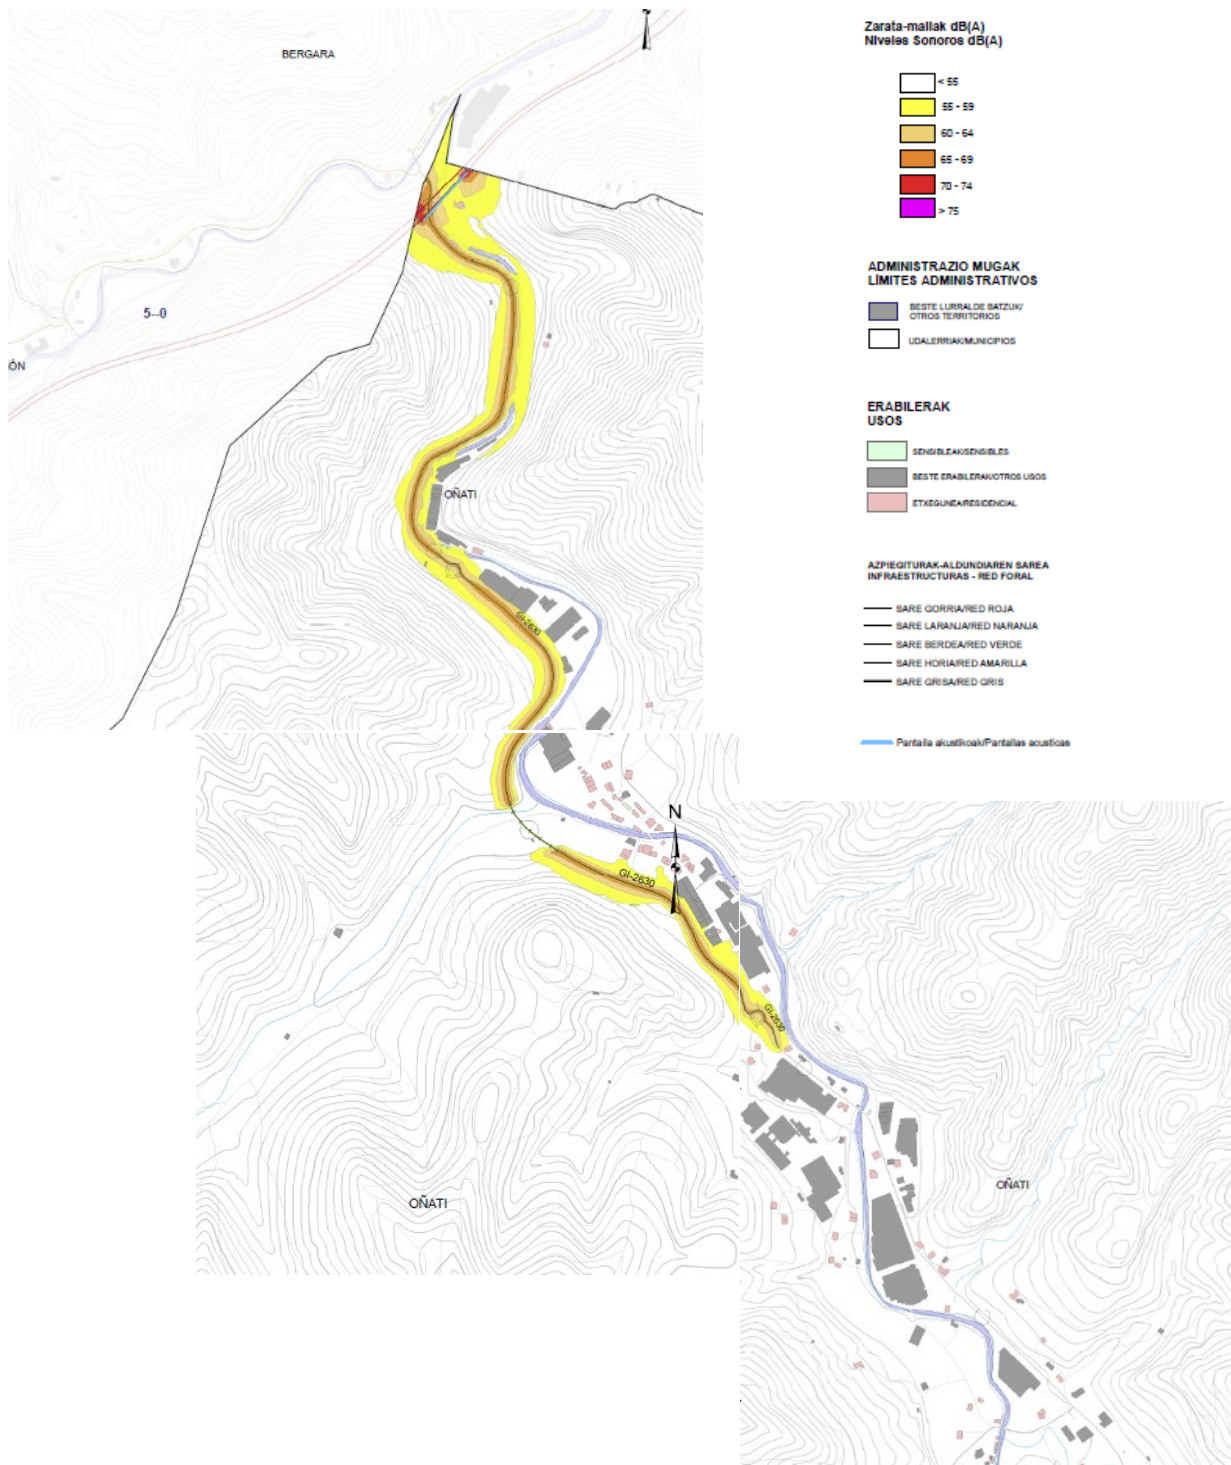 Zarata-mailak dB(A)
Niveles Sonoros dB(A)
< 55
55 - 59
60 - 64
65 - 69
70 - 74
> 75
ADMINISTRAZIO MUGAK
LÍMITES ADMINISTRATIVOS
BESTE LURRALDE BATZUK/
OTROS TERRITORIOS
UDALERRIAK/MUNICIPIOS
ERABILERAK
USOS
SENSIBLEAK/SENSIBLES
BESTE ERABILERAK/OTROS USOS
ETXEGUNEA/RESIDENCIAL
AZPIEGITURAK-ALDUNDIAREN SAREA
INFRAESTRUCTURAS - RED FORAL
SARE GORRIA/RED ROJA
SARE LARANJA/RED NARANJA
SARE BERDEA/RED VERDE
SARE HORIA/RED AMARILLA
SARE GRISA/RED GRIS
Pantalla akustikoak/Pantallas acusticas
BERGARA
5--0
ÓN
OÑATI
GI-2630
N
GI-2630
GI-2630
OÑATI
OÑATI